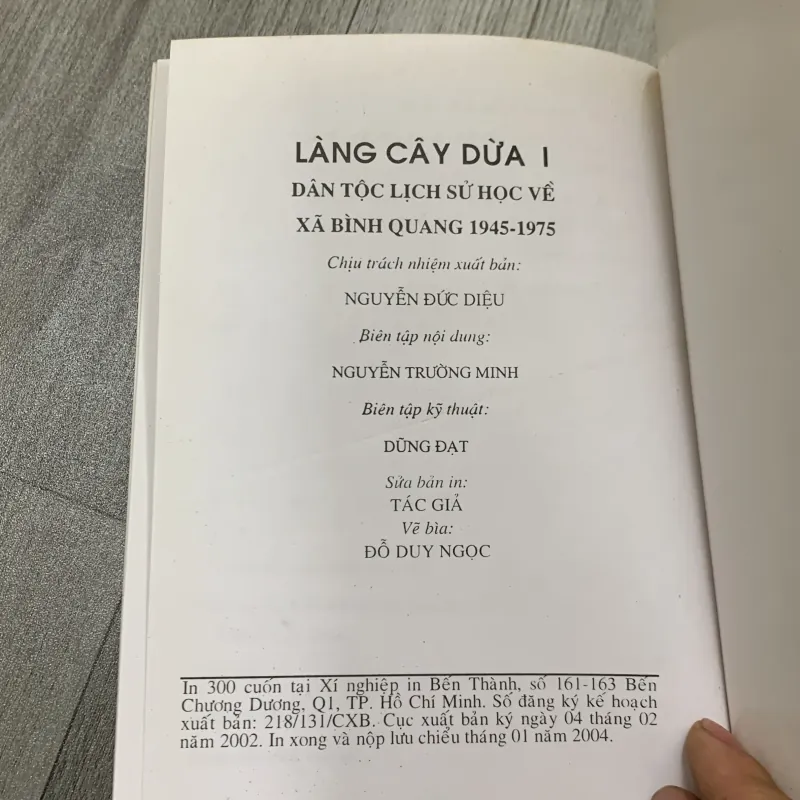 LÀNG CÂY DỪA I
DÂN TỘC LỊCH SỬ HỌC VỀ
XÃ BÌNH QUANG 1945-1975
Chịu trách nhiệm xuất bản:
NGUYỄN ĐỨC DIỆU
Biên tập nội dung:
NGUYỄN TRƯỜNG MINH
Biên tập kỹ thuật:
DŨNG ĐẠT
Sửa bản in:
TÁC GIẢ
Vẽ bìa:
ĐỖ DUY NGỌC
In 300 cuốn tại Xí nghiệp in Bến Thành, số 161-163 Bến
Chương Dương, Q1, TP. Hồ Chí Minh. Số đăng ký kế hoạch
xuất bản: 218/131/CXB. Cục xuất bản ký ngày 04 tháng 02
năm 2002. In xong và nộp lưu chiểu tháng 01 năm 2004.